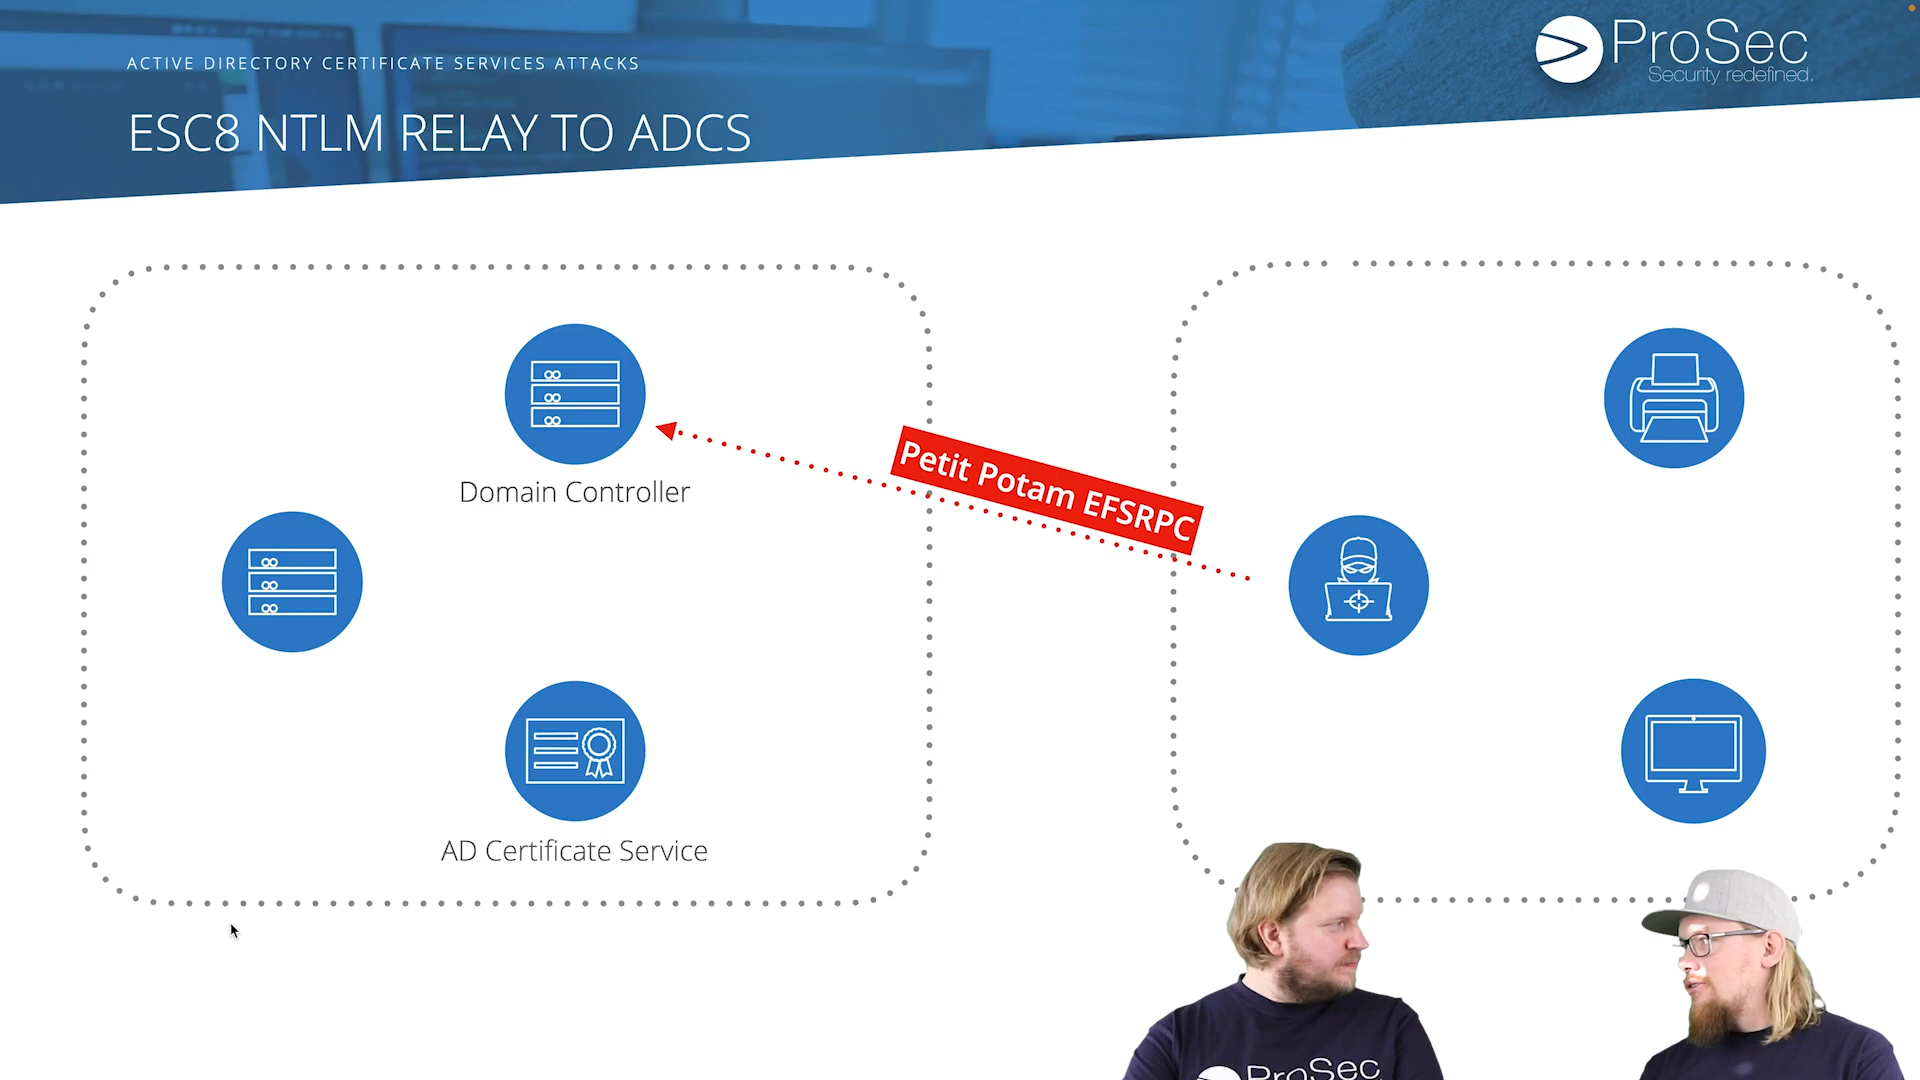 ACTIVE DIRECTORY CERTIFICATE SERVICES ATTACKS
ESC8 NTLM RELAY TO ADCS
ProSec
Security redefined.
Petit Potam EFSRPC
Domain Controller
AD Certificate Service
ProSec